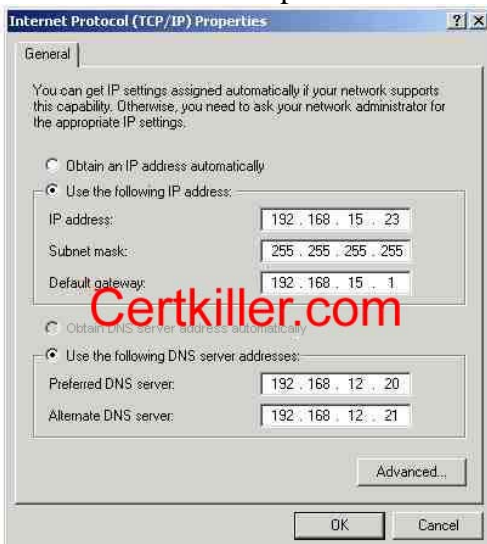 Internet Protocol (TCP/IP) Properties
General
You can get IP settings assigned automatically if your network supports
this capability. Otherwise, you need to ask your network administrator for
the appropriate IP settings.
Obtain an IP address automatically
Use the following IP address:
IP address: 192 . 168 . 15 . 23
Subnet mask: 255 . 255 . 255 . 255
Default gateway: 192 . 168 . 15 . 1
Certkiller.com
Obtain DNS server address automatically
Use the following DNS server addresses:
Preferred DNS server: 192 . 168 . 12 . 20
Alternate DNS server: 192 . 168 . 12 . 21
Advanced...
OK Cancel